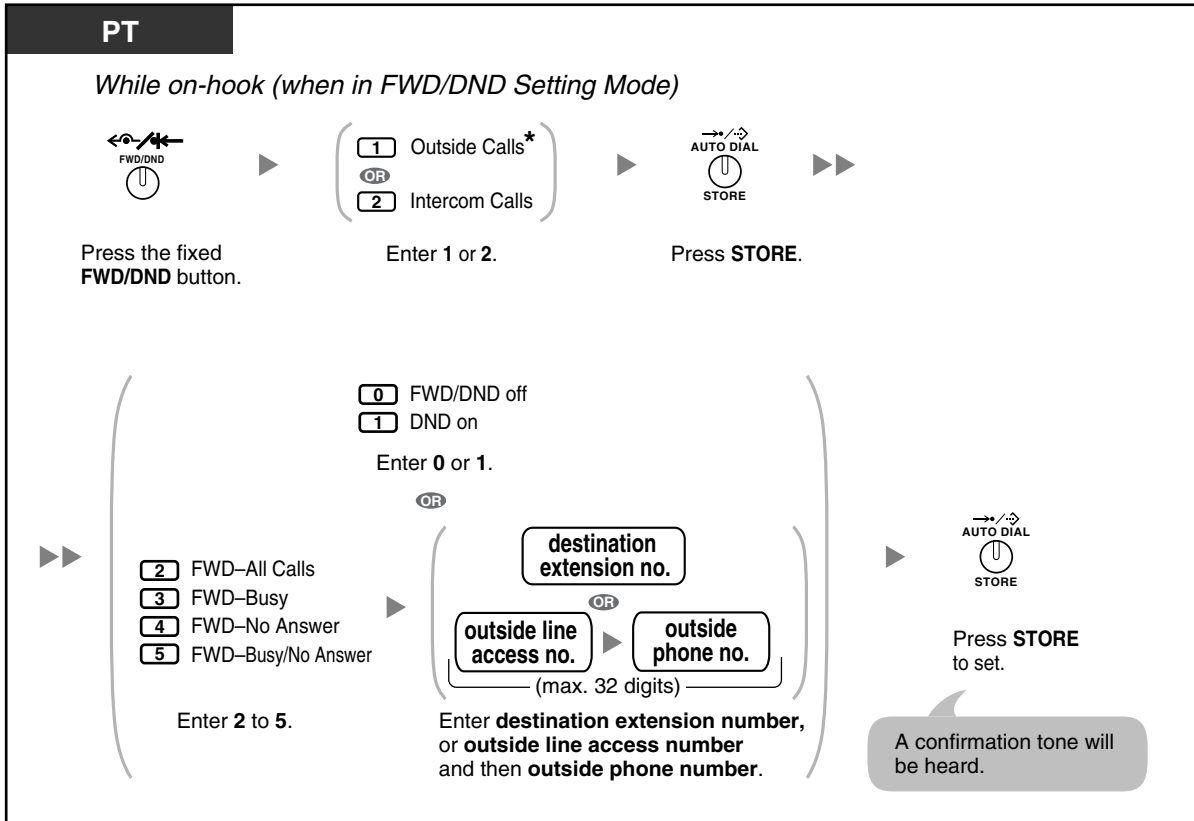 PT
While on-hook (when in FWD/DND Setting Mode)
FWD/DND
Press the fixed
FWD/DND button.
1 Outside Calls*
OR
2 Intercom Calls
Enter 1 or 2.
AUTO DIAL
STORE
Press STORE.
0 FWD/DND off
1 DND on
Enter 0 or 1.
OR
2 FWD–All Calls
3 FWD–Busy
4 FWD–No Answer
5 FWD–Busy/No Answer
Enter 2 to 5.
destination
extension no.
OR
outside line
access no.
outside
phone no.
(max. 32 digits)
Enter destination extension number,
or outside line access number
and then outside phone number.
AUTO DIAL
STORE
Press STORE
to set.
A confirmation tone will
be heard.